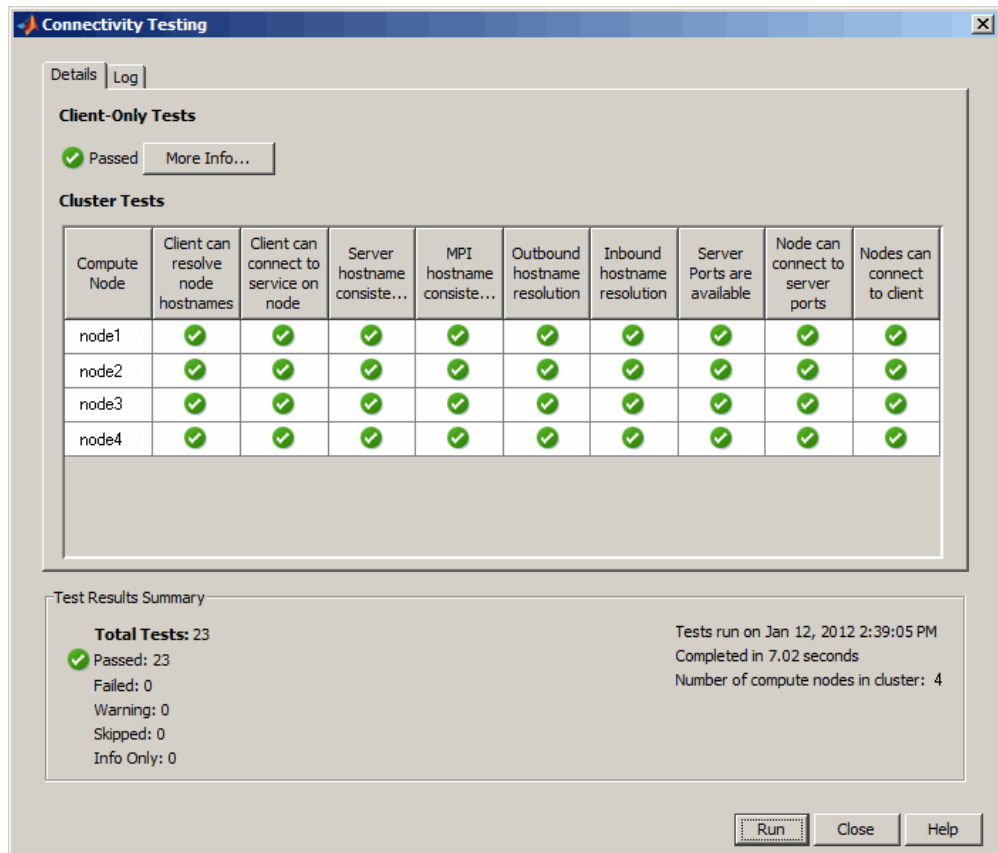 Connectivity Testing
Details
Log
Client-Only Tests
Passed
More Info...
Cluster Tests
Compute
Node
Client can
resolve
node
hostnames
Client can
connect to
service on
node
Server
hostname
consiste...
MPI
hostname
consiste...
Outbound
hostname
resolution
Inbound
hostname
resolution
Server
Ports are
available
Node can
connect to
server
ports
Nodes can
connect
to client
node1
node2
node3
node4
Test Results Summary
Total Tests: 23
Passed: 23
Failed: 0
Warning: 0
Skipped: 0
Info Only: 0
Tests run on Jan 12, 2012 2:39:05 PM
Completed in 7.02 seconds
Number of compute nodes in cluster: 4
Run
Close
Help